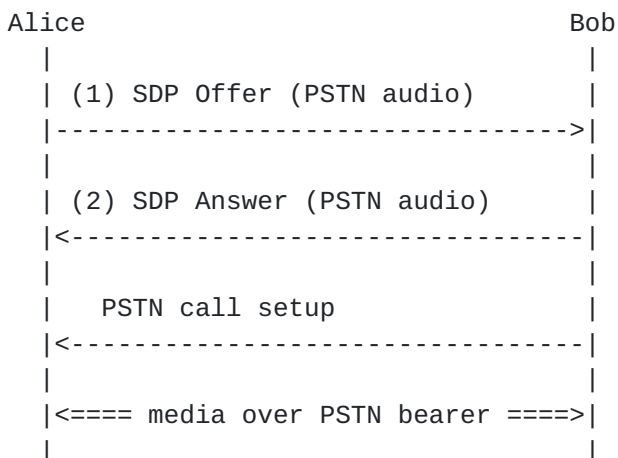 Alice                                Bob
  |                                   |
  | (1) SDP Offer (PSTN audio)        |
  |---------------------------------->|
  |                                   |
  | (2) SDP Answer (PSTN audio)       |
  |<----------------------------------|
  |                                   |
  |   PSTN call setup                 |
  |<----------------------------------|
  |                                   |
  |<==== media over PSTN bearer ====>|
  |                                   |